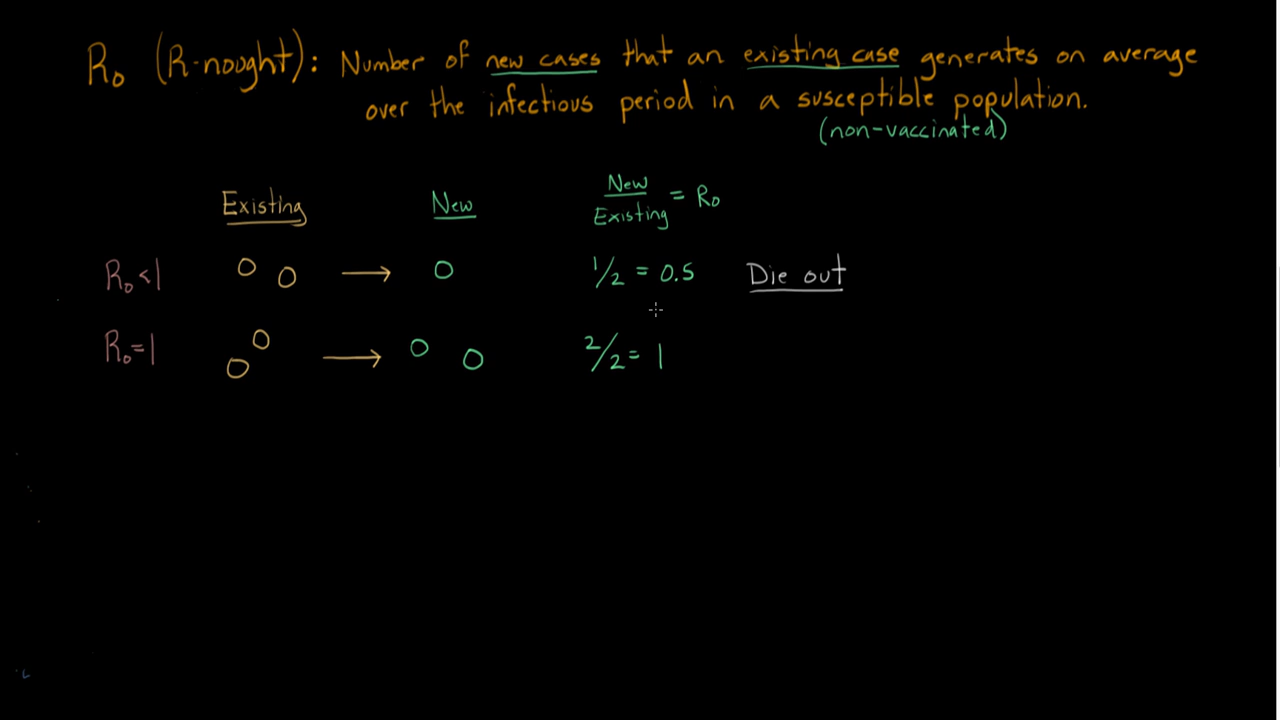 R₀ (R-nought): Number of new cases that an existing case generates on average
over the infectious period in a susceptible population.
(non-vaccinated)
Existing New New/Existing = R₀
R₀<1 → 1/2 = 0.5 Die out
R₀=1 → 2/2 = 1